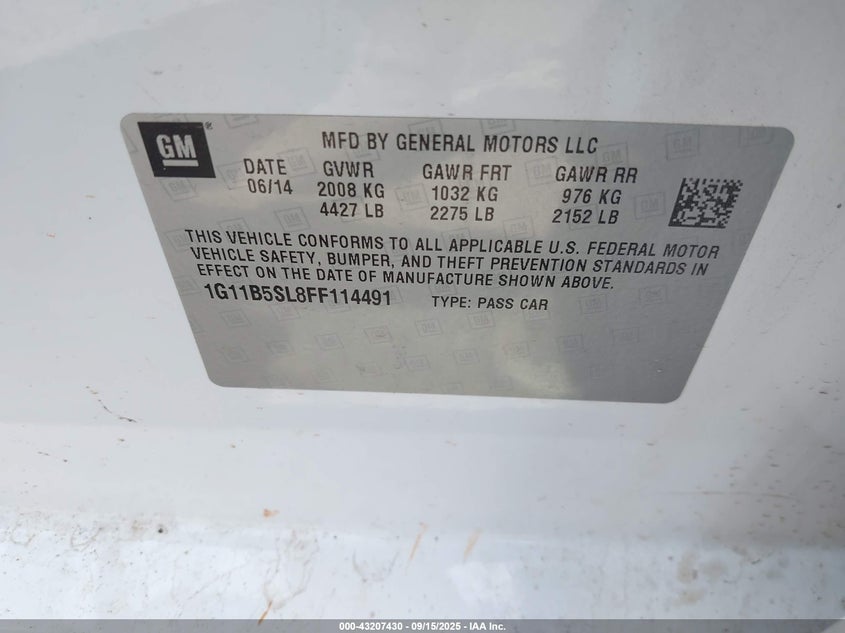 GM ®
MFD BY GENERAL MOTORS LLC
DATE GVWR GAWR FRT GAWR RR
06/14 2008 KG 1032 KG 976 KG
4427 LB 2275 LB 2152 LB
THIS VEHICLE CONFORMS TO ALL APPLICABLE U.S. FEDERAL MOTOR
VEHICLE SAFETY, BUMPER, AND THEFT PREVENTION STANDARDS IN
EFFECT ON THE DATE OF MANUFACTURE SHOWN ABOVE.
1G11B5SL8FF114491 TYPE: PASS CAR
000-43207430 - 09/15/2025 - IAA Inc.